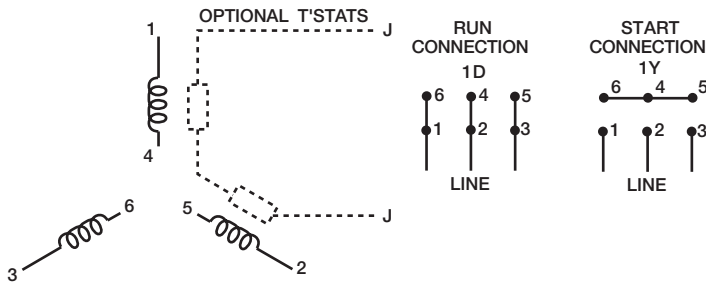 OPTIONAL T'STATS
J
1
4
6
3
5
2
J
RUN
CONNECTION
1D
6 4 5
1 2 3
LINE
START
CONNECTION
1Y
6 4 5
1 2 3
LINE